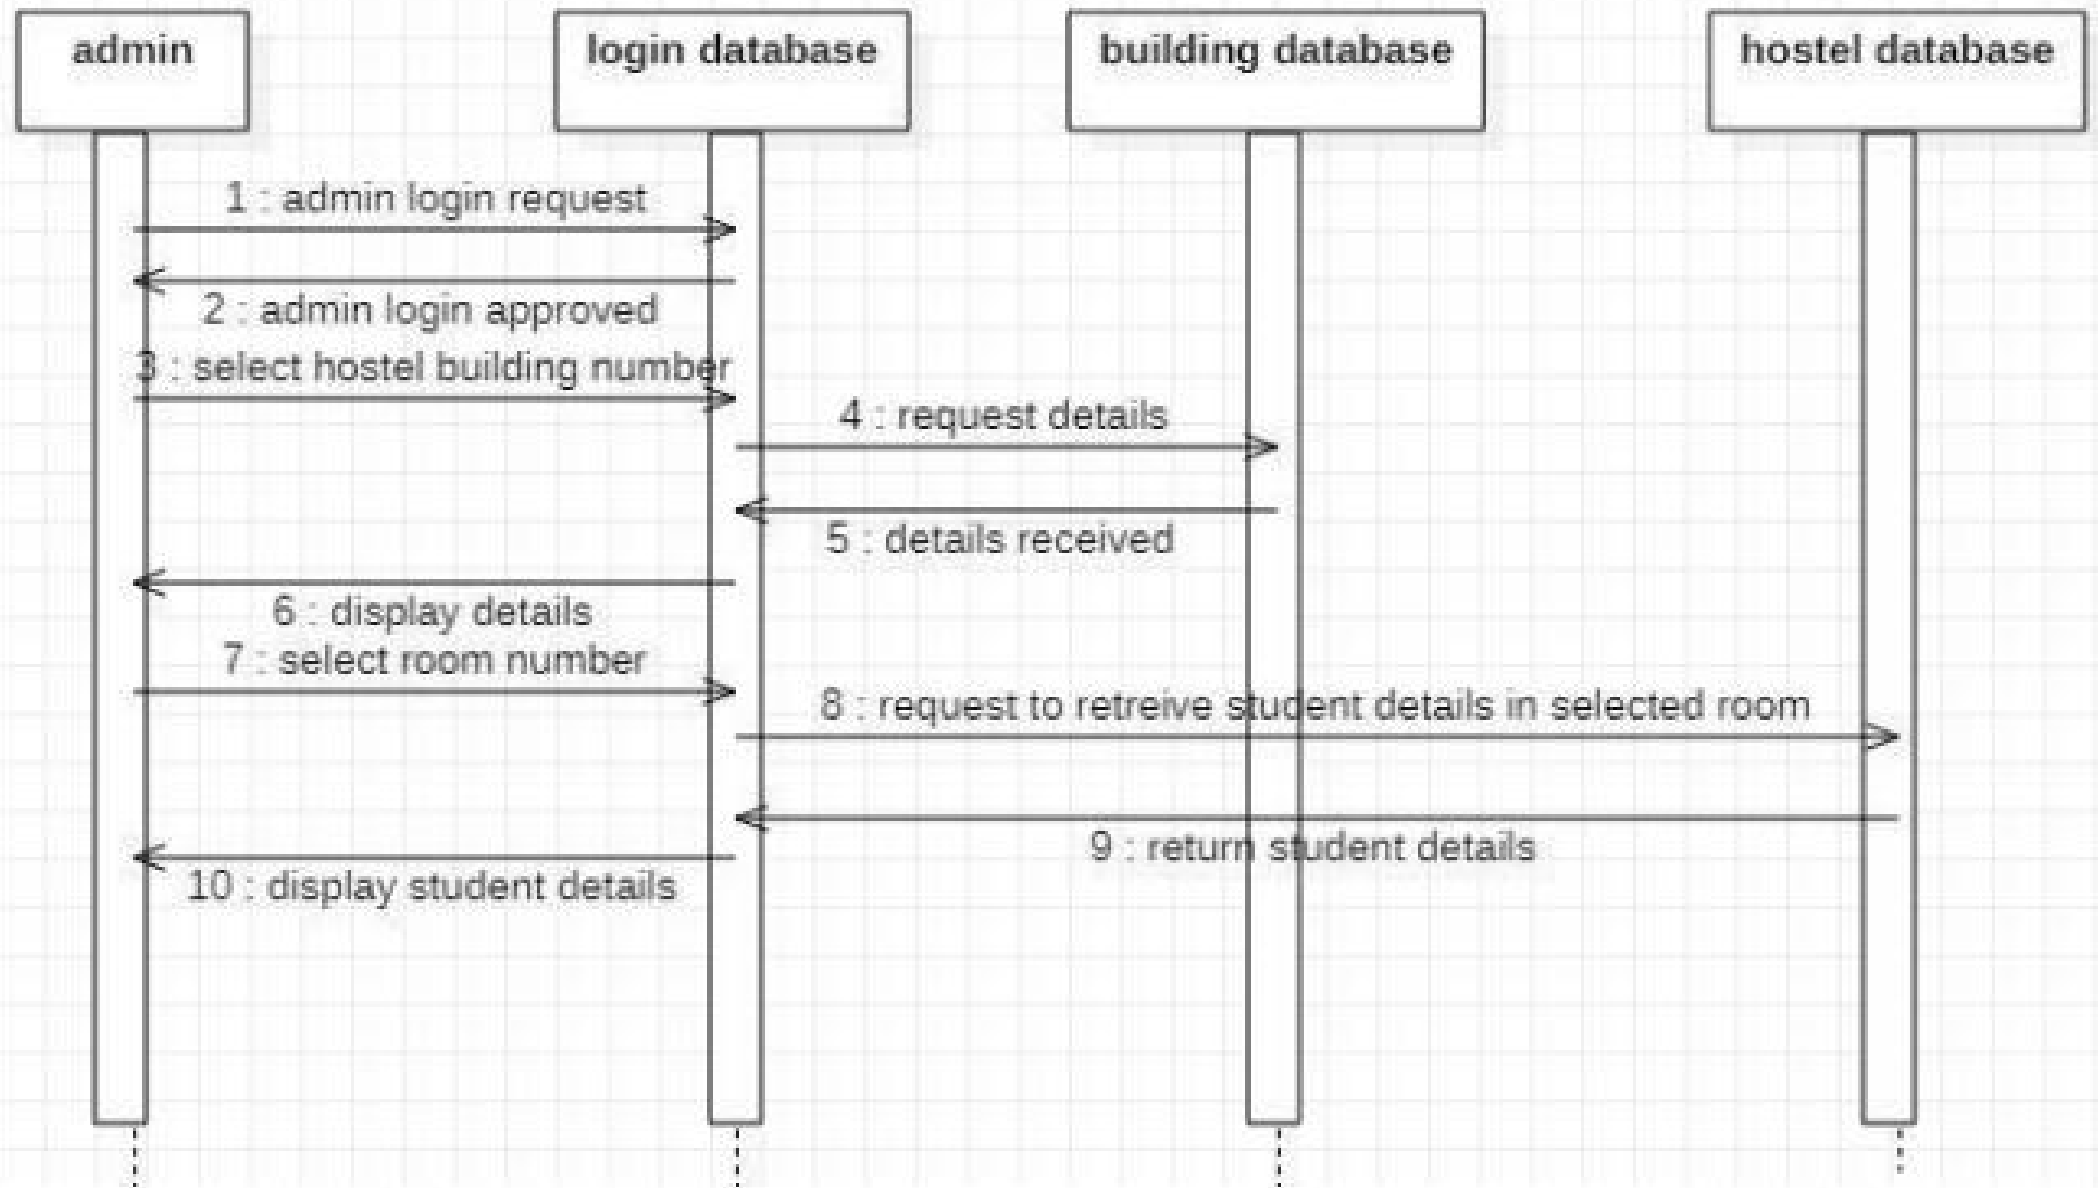 admin
login database
building database
hostel database
1 : admin login request
2 : admin login approved
3 : select hostel building number
4 : request details
5 : details received
6 : display details
7 : select room number
8 : request to retreive student details in selected room
9 : return student details
10 : display student details